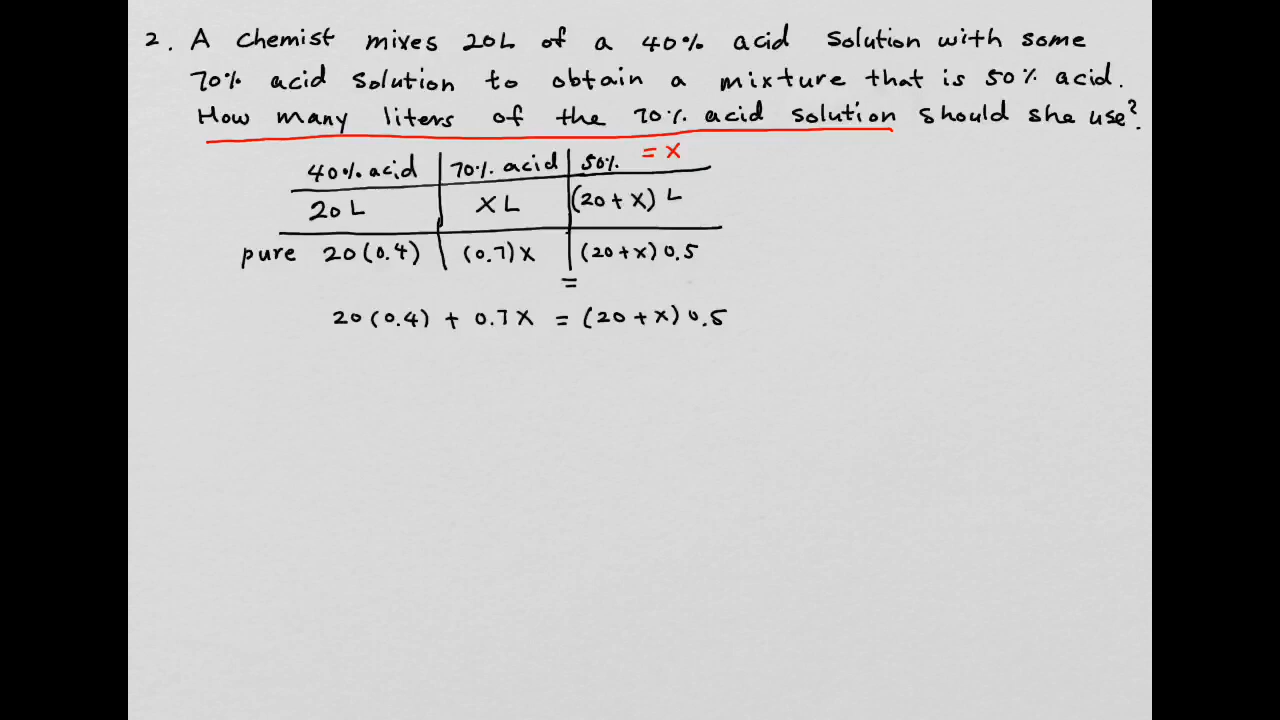 2. A chemist mixes 20L of a 40% acid solution with some
70% acid solution to obtain a mixture that is 50% acid.
How many liters of the 70% acid solution should she use?
= x
40% acid 70% acid 50%
20 L x L (20 + x) L
pure 20(0.4) (0.7)x (20+x) 0.5
=
20(0.4) + 0.7x = (20 + x) 0.5